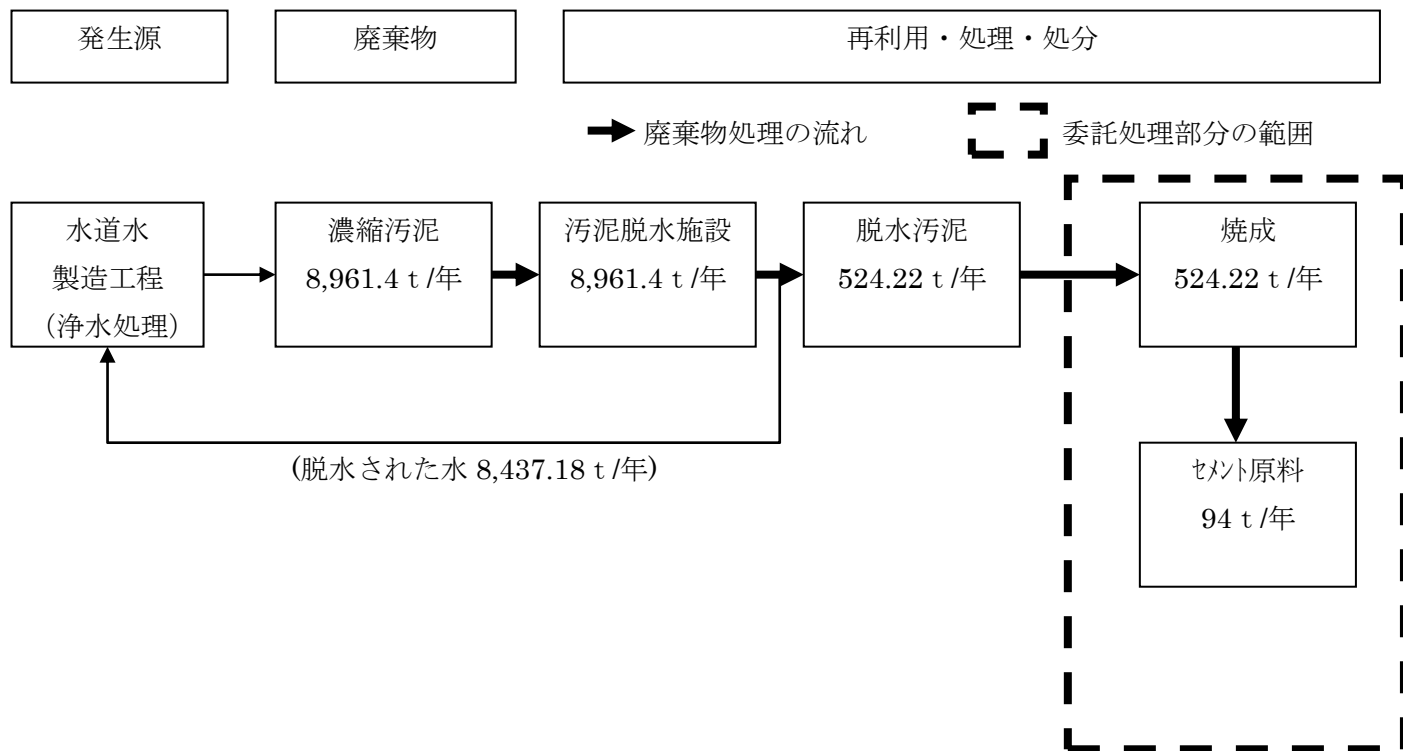 発生源
廃棄物
再利用・処理・処分
廃棄物処理の流れ
委託処理部分の範囲
水道水
製造工程
（浄水処理）
濃縮汚泥
8,961.4ｔ/年
汚泥脱水施設
8,961.4ｔ/年
脱水汚泥
524.22ｔ/年
焼成
524.22ｔ/年
(脱水された水 8,437.18ｔ/年)
ｾﾒﾝﾄ原料
94ｔ/年